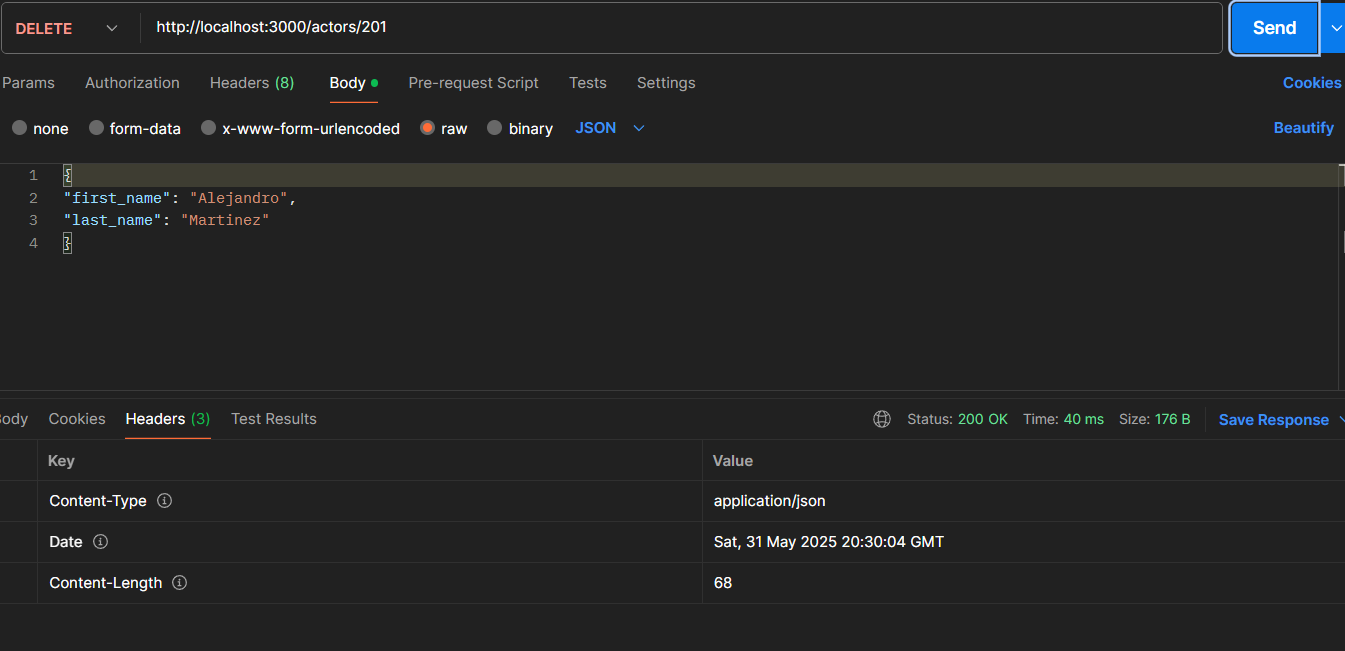 DELETE http://localhost:3000/actors/201 Send
Params Authorization Headers (8) Body Pre-request Script Tests Settings Cookies
none form-data x-www-form-urlencoded raw binary JSON Beautify
1 {
2 "first_name": "Alejandro",
3 "last_name": "Martinez"
4 }
ody Cookies Headers (3) Test Results Status: 200 OK Time: 40 ms Size: 176 B Save Response
Key Value
Content-Type application/json
Date Sat, 31 May 2025 20:30:04 GMT
Content-Length 68